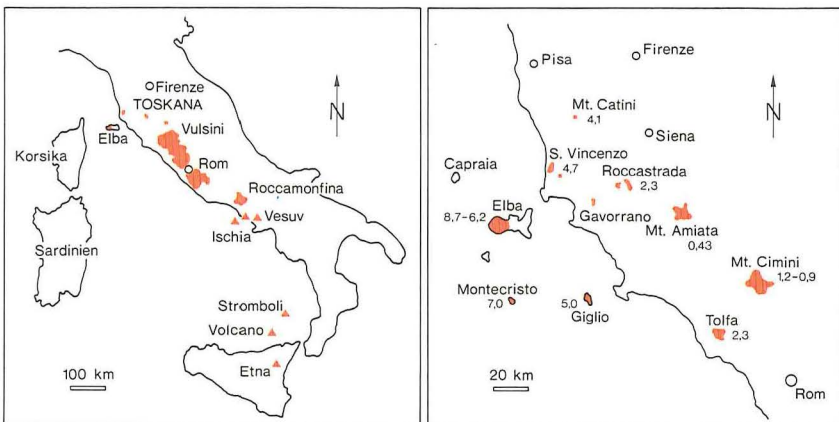 Firenze
TOSKANA
N
Vulsini
Elba
Korsika
Rom
Roccamonfina
Vesuv
Ischia
Sardinien
Stromboli
Volcano
Etna
100 km
Firenze
Pisa
N
Mt. Catini
4,1
Siena
S. Vincenzo
4,7
Roccastrada
2,3
Capraia
Elba
8,7–6,2
Gavorrano
Mt. Amiata
0,43
Mt. Cimini
1,2–0,9
Montecristo
7,0
5,0
Giglio
Tolfa
2,3
20 km
Rom